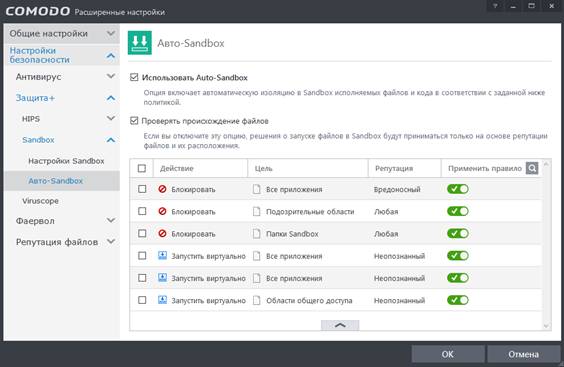 COMODO Расширенные настройки
?
Общие настройки
Настройки безопасности
Антивирус
Защита+
HIPS
Sandbox
Настройки Sandbox
Авто-Sandbox
Viruscope
Фаервол
Репутация файлов
Авто-Sandbox
Использовать Auto-Sandbox
Опция включает автоматическую изоляцию в Sandbox исполняемых файлов и кода в соответствии с заданной ниже
политикой.
Проверять происхождение файлов
Если вы отключите эту опцию, решения о запуске файлов в Sandbox будут приниматься только на основе репутации
файлов и их расположения.
Действие Цель Репутация Применить правило
Блокировать Все приложения Вредоносный
Блокировать Подозрительные области Любая
Блокировать Папки Sandbox Любая
Запустить виртуально Все приложения Неопознанный
Запустить виртуально Все приложения Неопознанный
Запустить виртуально Области общего доступа Неопознанный
OK Отмена